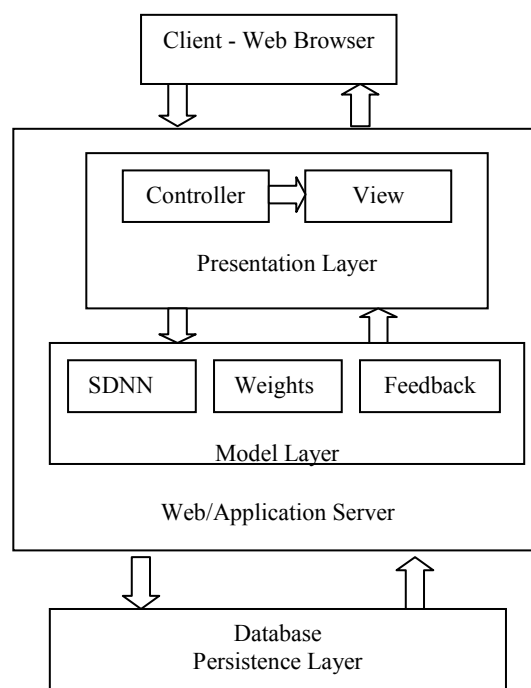 Client - Web Browser
Controller
View
Presentation Layer
SDNN
Weights
Feedback
Model Layer
Web/Application Server
Database
Persistence Layer